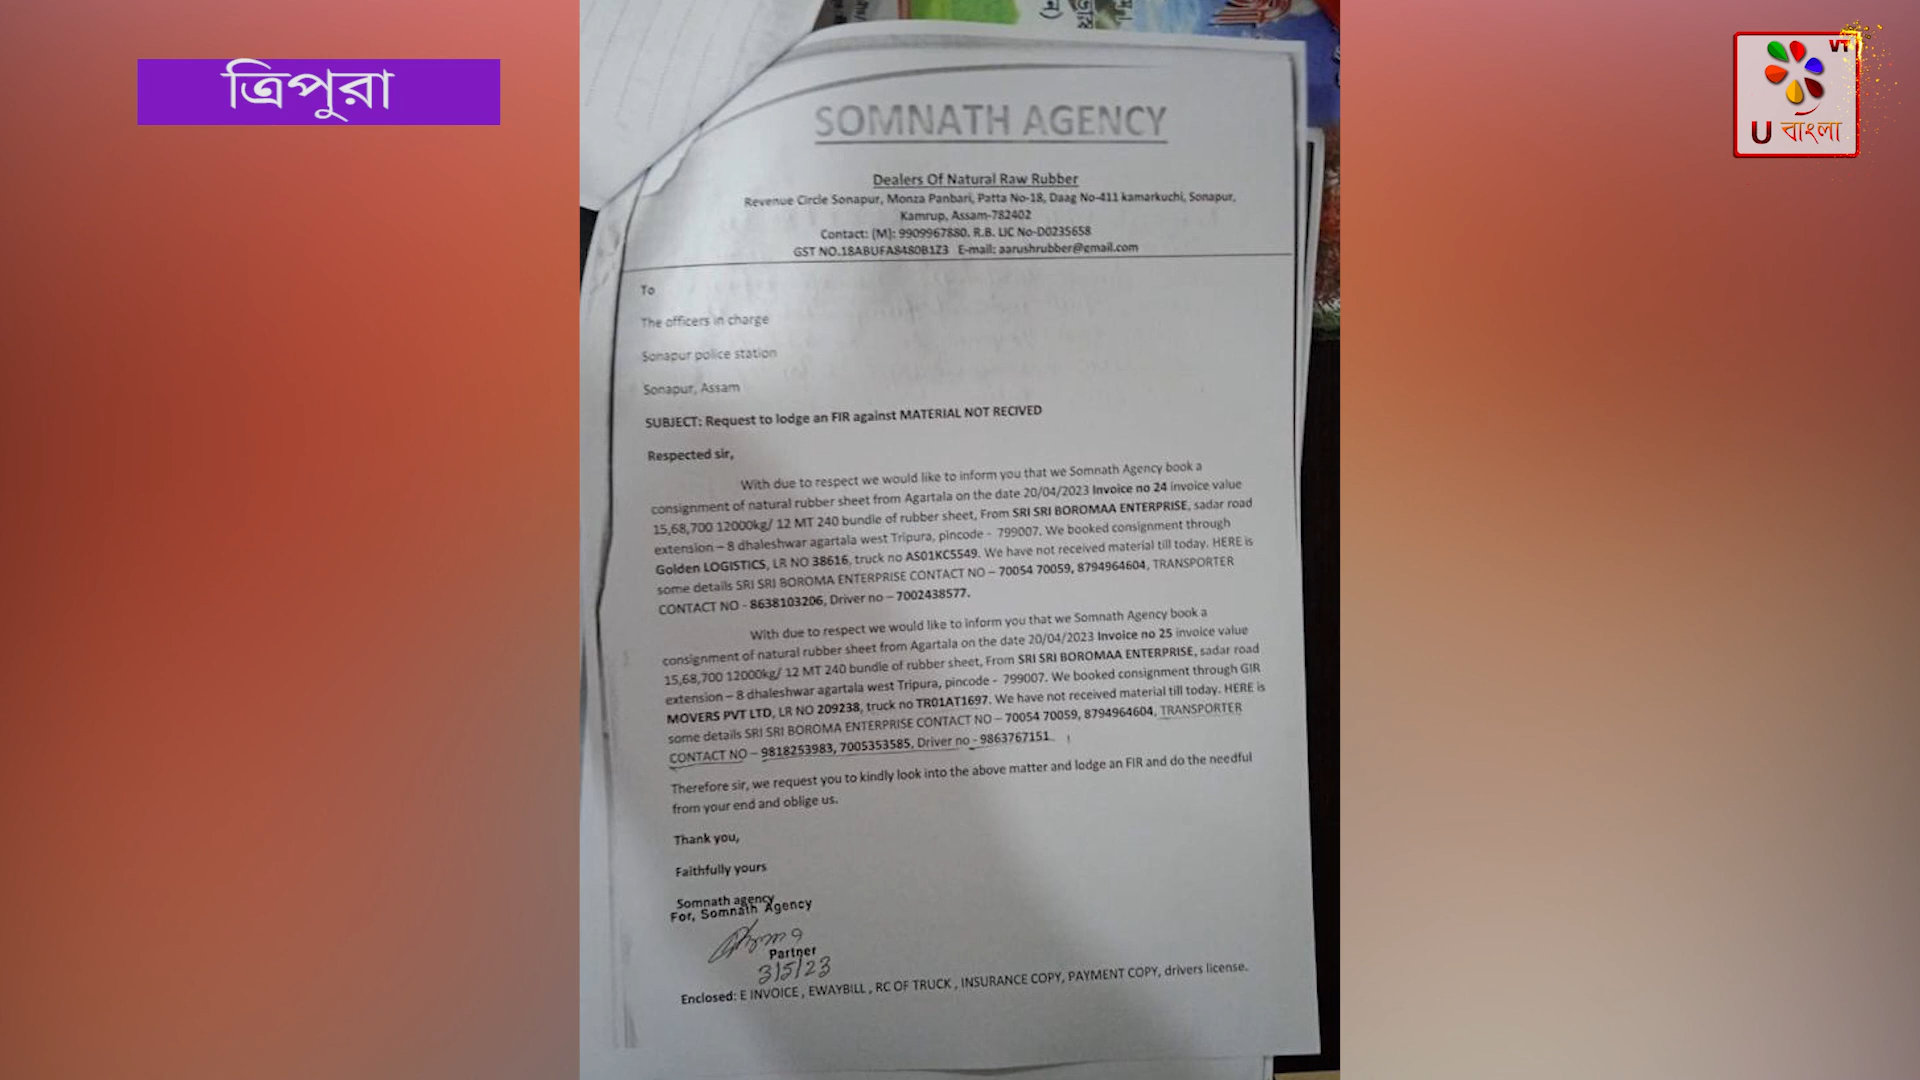 ত্রিপুরা
VT
U বাংলা
SOMNATH AGENCY
Dealers Of Natural Raw Rubber
Revenue Circle Sonapur, Monza Panbari, Patta No-18, Daag No-411 kamarkuchi, Sonapur,
Kamrup, Assam-782402
Contact: (M): 9909967880. R.B. LIC No-D0235658
GST NO.18ABUFA8480B1Z3 E-mail: aarushrubber@email.com
To
The officers in charge
Sonapur police station
Sonapur, Assam
SUBJECT: Request to lodge an FIR against MATERIAL NOT RECIVED
Respected sir,
With due to respect we would like to inform you that we Somnath Agency book a
consignment of natural rubber sheet from Agartala on the date 20/04/2023 Invoice no 24 invoice value
15,68,700 12000kg/ 12 MT 240 bundle of rubber sheet, From SRI SRI BOROMAA ENTERPRISE, sadar road
extension – 8 dhaleshwar agartala west Tripura, pincode - 799007. We booked consignment through
Golden LOGISTICS, LR NO 38616, truck no AS01KC5549. We have not received material till today. HERE is
some details SRI SRI BOROMA ENTERPRISE CONTACT NO – 70054 70059, 8794964604, TRANSPORTER
CONTACT NO - 8638103206, Driver no – 7002438577.
With due to respect we would like to inform you that we Somnath Agency book a
consignment of natural rubber sheet from Agartala on the date 20/04/2023 Invoice no 25 invoice value
15,68,700 12000kg/ 12 MT 240 bundle of rubber sheet, From SRI SRI BOROMAA ENTERPRISE, sadar road
extension – 8 dhaleshwar agartala west Tripura, pincode - 799007. We booked consignment through GIR
MOVERS PVT LTD, LR NO 209238, truck no TR01AT1697. We have not received material till today. HERE is
some details SRI SRI BOROMA ENTERPRISE CONTACT NO – 70054 70059, 8794964604, TRANSPORTER
CONTACT NO – 9818253983, 7005353585, Driver no - 9863767151.
Therefore sir, we request you to kindly look into the above matter and lodge an FIR and do the needful
from your end and oblige us.
Thank you,
Faithfully yours
Somnath agency
For, Somnath Agency
Partner
3/5/23
Enclosed: E INVOICE , EWAYBILL , RC OF TRUCK , INSURANCE COPY, PAYMENT COPY, drivers license.